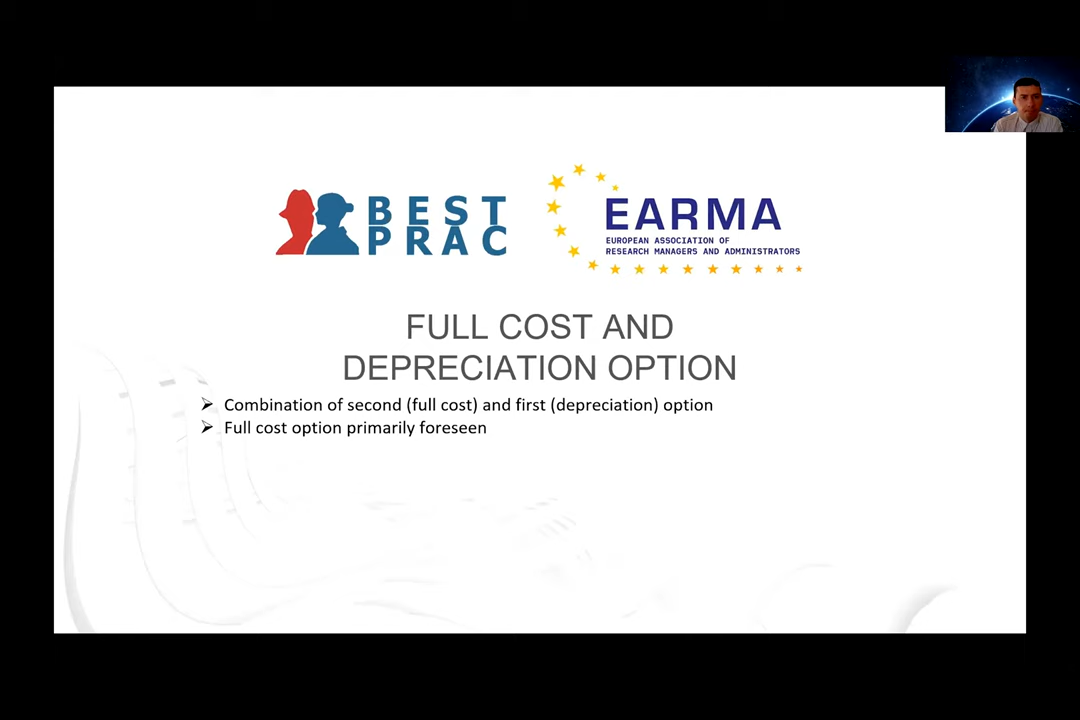 BEST
PRAC
EARMA
EUROPEAN ASSOCIATION OF
RESEARCH MANAGERS AND ADMINISTRATORS
FULL COST AND
DEPRECIATION OPTION
Combination of second (full cost) and first (depreciation) option
Full cost option primarily foreseen